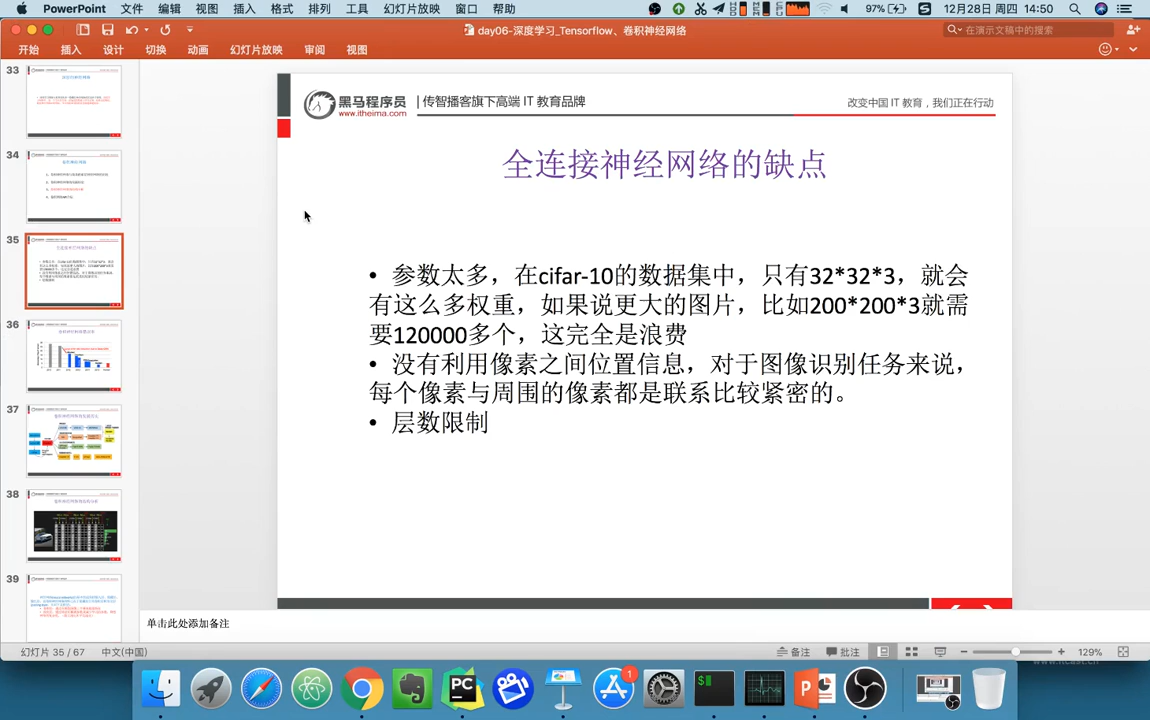 PowerPoint 文件 编辑 视图 插入 格式 排列 工具 幻灯片放映 窗口 帮助
97% 12月28日 周四 14:50
day06-深度学习_Tensorflow、卷积神经网络
在演示文稿中的搜索
开始 插入 设计 切换 动画 幻灯片放映 审阅 视图
33
34
35
36
37
38
39
黑马程序员
www.itheima.com
传智播客旗下高端 IT 教育品牌
改变中国 IT 教育，我们正在行动
全连接神经网络的缺点
• 参数太多，在cifar-10的数据集中，只有32*32*3，就会
有这么多权重，如果说更大的图片，比如200*200*3就需
要120000多个，这完全是浪费
• 没有利用像素之间位置信息，对于图像识别任务来说，
每个像素与周围的像素都是联系比较紧密的。
• 层数限制
单击此处添加备注
幻灯片 35 / 67 中文(中国)
备注 批注 129%
PC
1
$
P